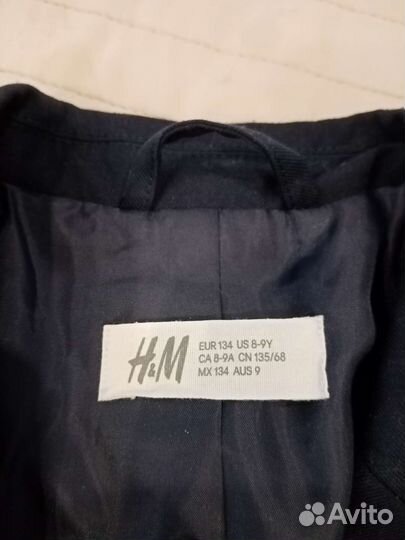 H&M
EUR 134 US 8-9Y
CA 8-9A CN 135/68
MX 134 AUS 9
Avito